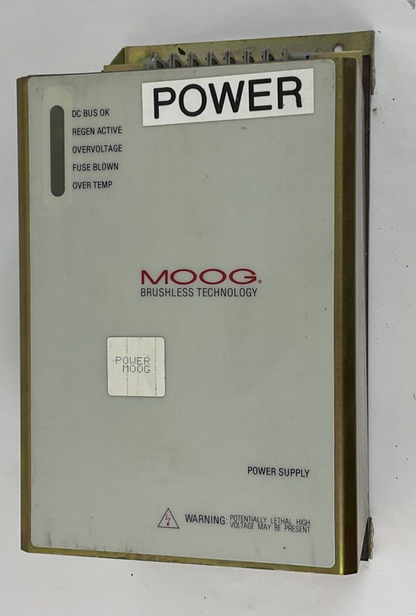 POWER
DC BUS OK
REGEN ACTIVE
OVERVOLTAGE
FUSE BLOWN
OVER TEMP
MOOG®
BRUSHLESS TECHNOLOGY
POWER
MOOG
POWER SUPPLY
WARNING: POTENTIALLY LETHAL HIGH
VOLTAGE MAY BE PRESENT